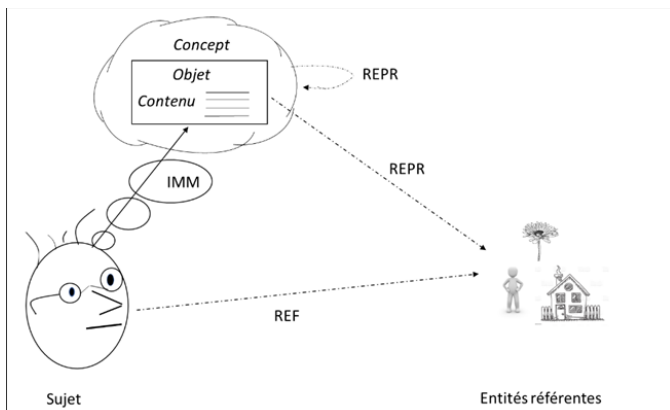 Concept
Objet
Contenu
REPR
REPR
IMM
REF
Sujet
Entités référentes